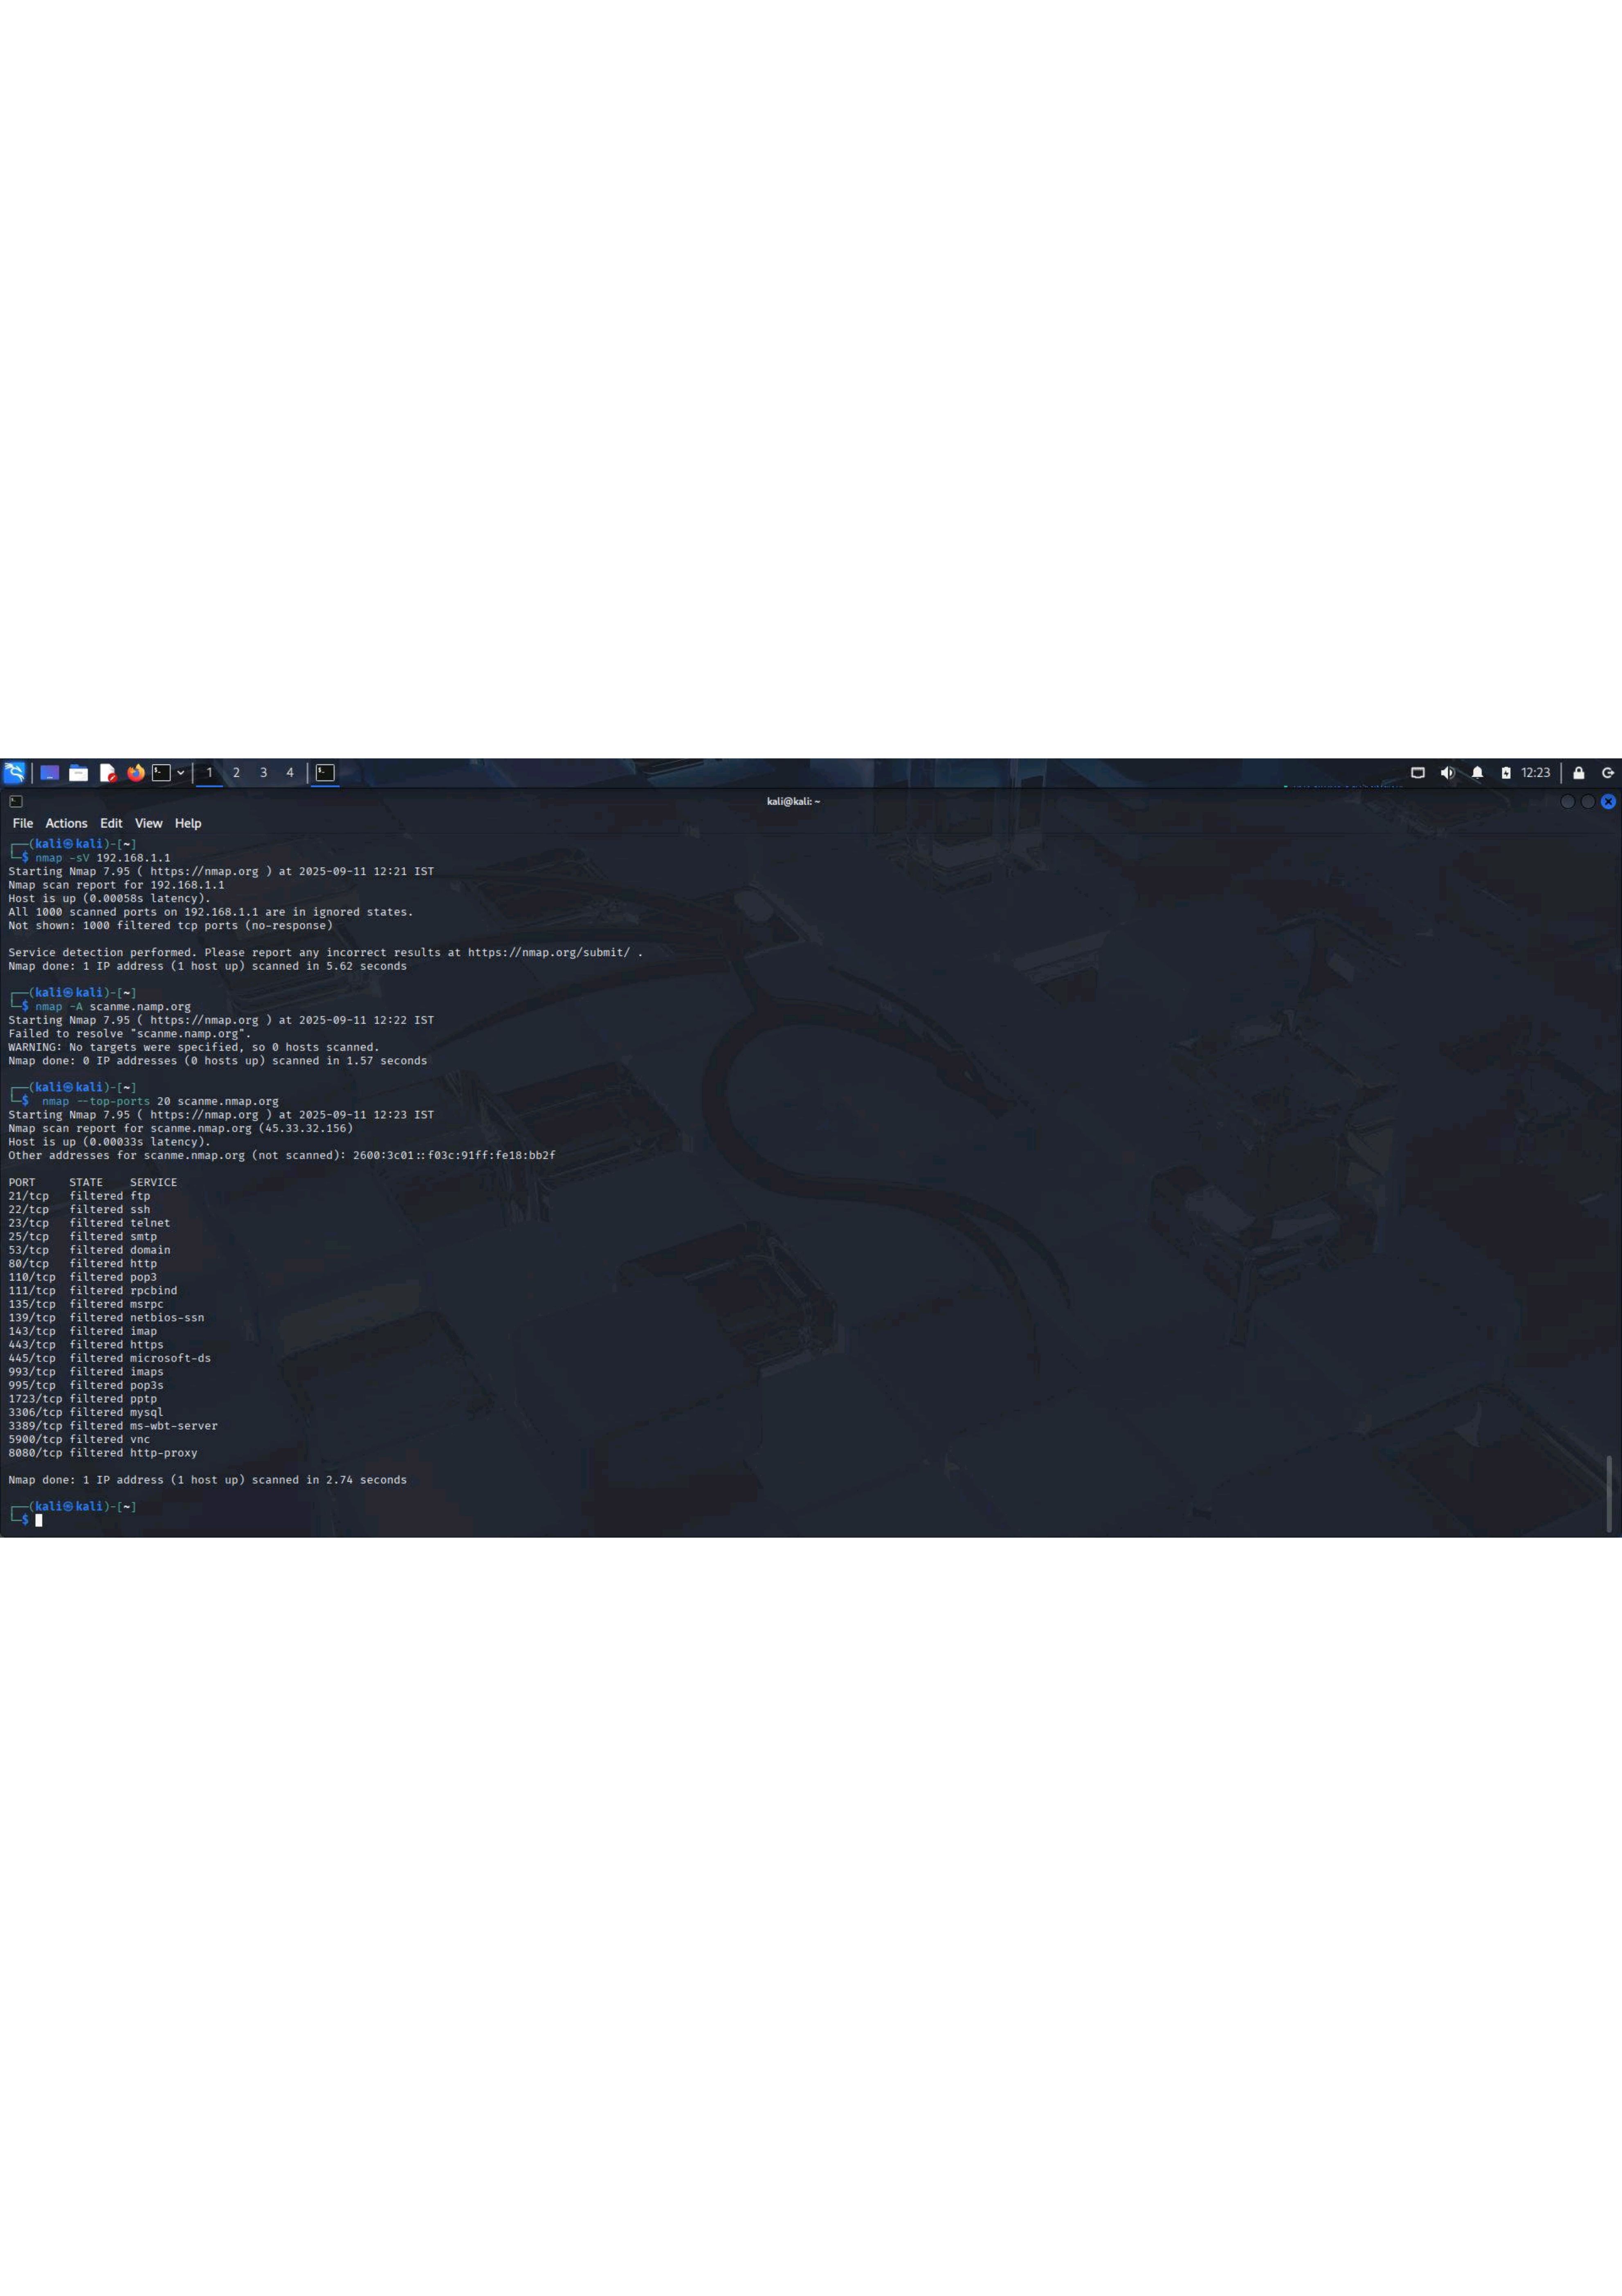 1 2 3 4
12:23
kali@kali: ~
File Actions Edit View Help
┌──(kali㉿kali)-[~]
└─$ nmap -sV 192.168.1.1
Starting Nmap 7.95 ( https://nmap.org ) at 2025-09-11 12:21 IST
Nmap scan report for 192.168.1.1
Host is up (0.00058s latency).
All 1000 scanned ports on 192.168.1.1 are in ignored states.
Not shown: 1000 filtered tcp ports (no-response)
Service detection performed. Please report any incorrect results at https://nmap.org/submit/ .
Nmap done: 1 IP address (1 host up) scanned in 5.62 seconds
┌──(kali㉿kali)-[~]
└─$ nmap -A scanme.namp.org
Starting Nmap 7.95 ( https://nmap.org ) at 2025-09-11 12:22 IST
Failed to resolve "scanme.namp.org".
WARNING: No targets were specified, so 0 hosts scanned.
Nmap done: 0 IP addresses (0 hosts up) scanned in 1.57 seconds
┌──(kali㉿kali)-[~]
└─$  nmap --top-ports 20 scanme.nmap.org
Starting Nmap 7.95 ( https://nmap.org ) at 2025-09-11 12:23 IST
Nmap scan report for scanme.nmap.org (45.33.32.156)
Host is up (0.00033s latency).
Other addresses for scanme.nmap.org (not scanned): 2600:3c01::f03c:91ff:fe18:bb2f
PORT     STATE    SERVICE
21/tcp   filtered ftp
22/tcp   filtered ssh
23/tcp   filtered telnet
25/tcp   filtered smtp
53/tcp   filtered domain
80/tcp   filtered http
110/tcp  filtered pop3
111/tcp  filtered rpcbind
135/tcp  filtered msrpc
139/tcp  filtered netbios-ssn
143/tcp  filtered imap
443/tcp  filtered https
445/tcp  filtered microsoft-ds
993/tcp  filtered imaps
995/tcp  filtered pop3s
1723/tcp filtered pptp
3306/tcp filtered mysql
3389/tcp filtered ms-wbt-server
5900/tcp filtered vnc
8080/tcp filtered http-proxy
Nmap done: 1 IP address (1 host up) scanned in 2.74 seconds
┌──(kali㉿kali)-[~]
└─$